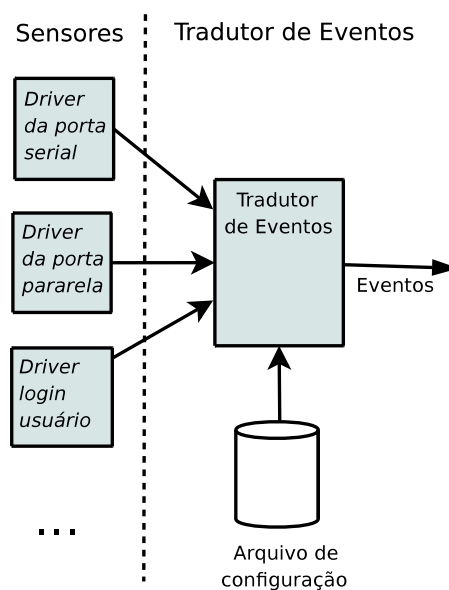 Sensores
Tradutor de Eventos
Driver
da porta
serial
Driver
da porta
pararela
Driver
login
usuário
...
Tradutor
de Eventos
Eventos
Arquivo de
configuração